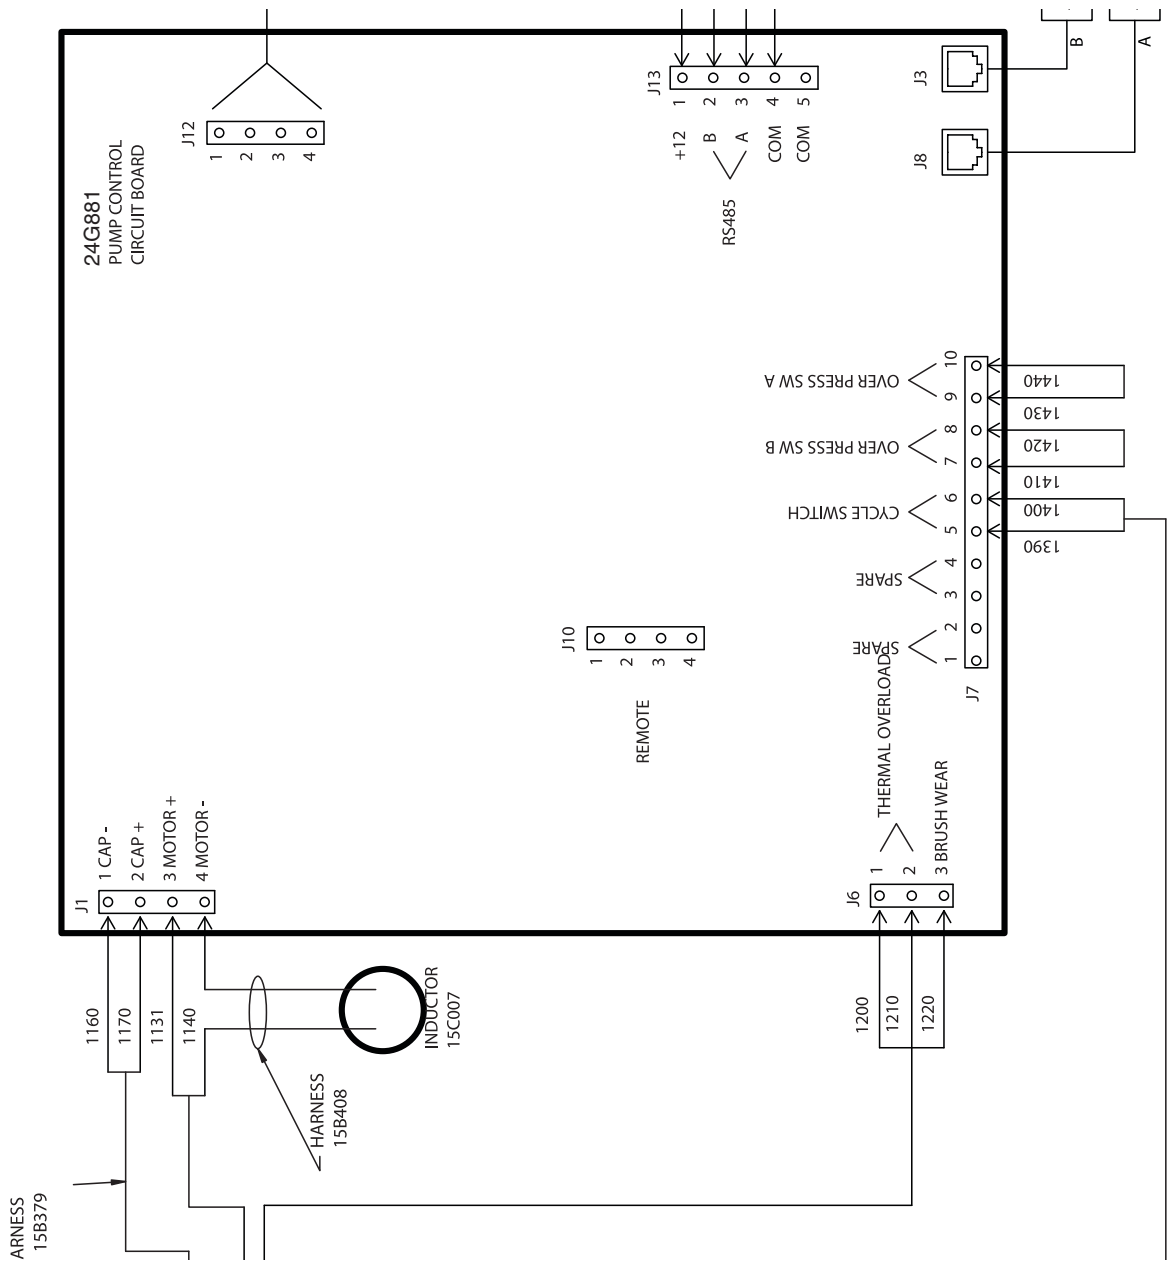 B
A
J3
J8
J13
1
2
3
4
5
+12
B
A
COM
COM
RS485
J12
1
2
3
4
24G881
PUMP CONTROL
CIRCUIT BOARD
OVER PRESS SW A
OVER PRESS SW B
CYCLE SWITCH
SPARE
SPARE
10
9
8
7
6
5
4
3
2
1
J7
1440
1430
1420
1410
1400
1390
J10
1
2
3
4
REMOTE
THERMAL OVERLOAD
1
2
3 BRUSH WEAR
J6
1200
1210
1220
J1
1 CAP -
2 CAP +
3 MOTOR +
4 MOTOR -
1160
1170
1131
1140
INDUCTOR
15C007
HARNESS
15B408
ARNESS
15B379